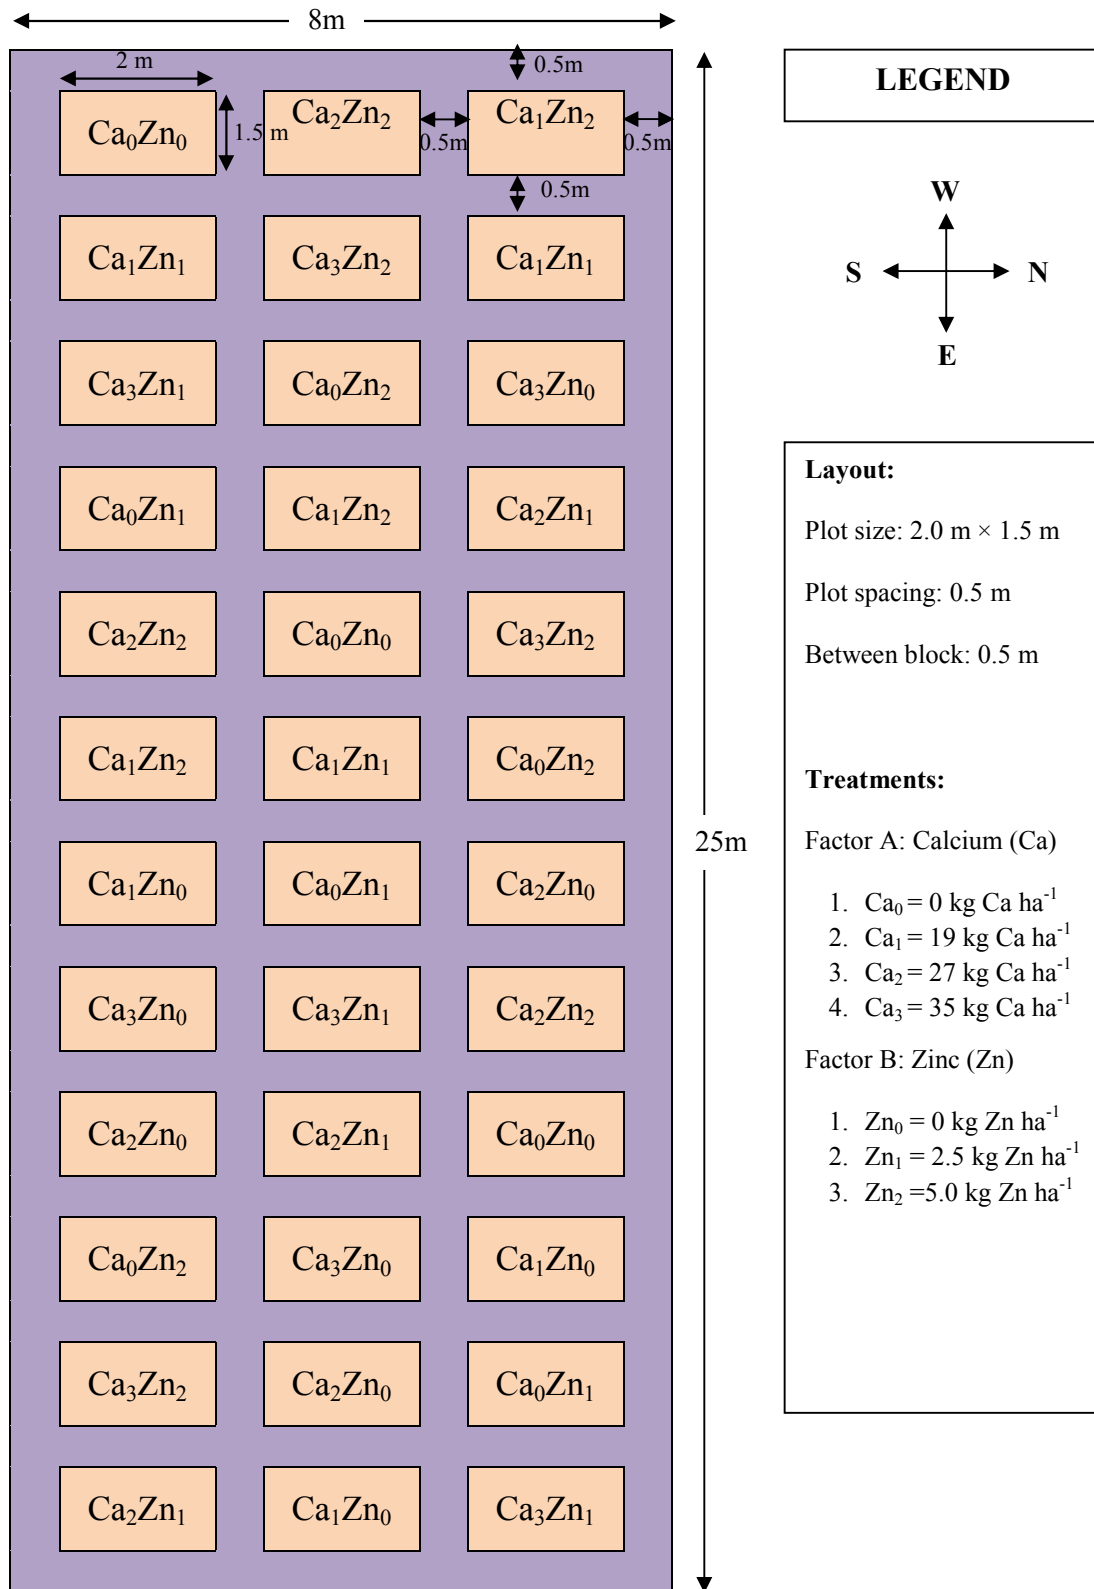 8m
2 m
0.5m
LEGEND
Ca₀Zn₀
1.5 m
Ca₂Zn₂
0.5m
Ca₁Zn₂
0.5m
0.5m
W
S
N
E
Ca₁Zn₁
Ca₃Zn₂
Ca₁Zn₁
Ca₃Zn₁
Ca₀Zn₂
Ca₃Zn₀
Ca₀Zn₁
Ca₁Zn₂
Ca₂Zn₁
Ca₂Zn₂
Ca₀Zn₀
Ca₃Zn₂
Ca₁Zn₂
Ca₁Zn₁
Ca₀Zn₂
Ca₁Zn₀
Ca₀Zn₁
Ca₂Zn₀
Ca₃Zn₀
Ca₃Zn₁
Ca₂Zn₂
Ca₂Zn₀
Ca₂Zn₁
Ca₀Zn₀
Ca₀Zn₂
Ca₃Zn₀
Ca₁Zn₀
Ca₃Zn₂
Ca₂Zn₀
Ca₀Zn₁
Ca₂Zn₁
Ca₁Zn₀
Ca₃Zn₁
25m
Layout:
Plot size: 2.0 m × 1.5 m
Plot spacing: 0.5 m
Between block: 0.5 m
Treatments:
Factor A: Calcium (Ca)
1. Ca₀ = 0 kg Ca ha⁻¹
2. Ca₁ = 19 kg Ca ha⁻¹
3. Ca₂ = 27 kg Ca ha⁻¹
4. Ca₃ = 35 kg Ca ha⁻¹
Factor B: Zinc (Zn)
1. Zn₀ = 0 kg Zn ha⁻¹
2. Zn₁ = 2.5 kg Zn ha⁻¹
3. Zn₂ =5.0 kg Zn ha⁻¹